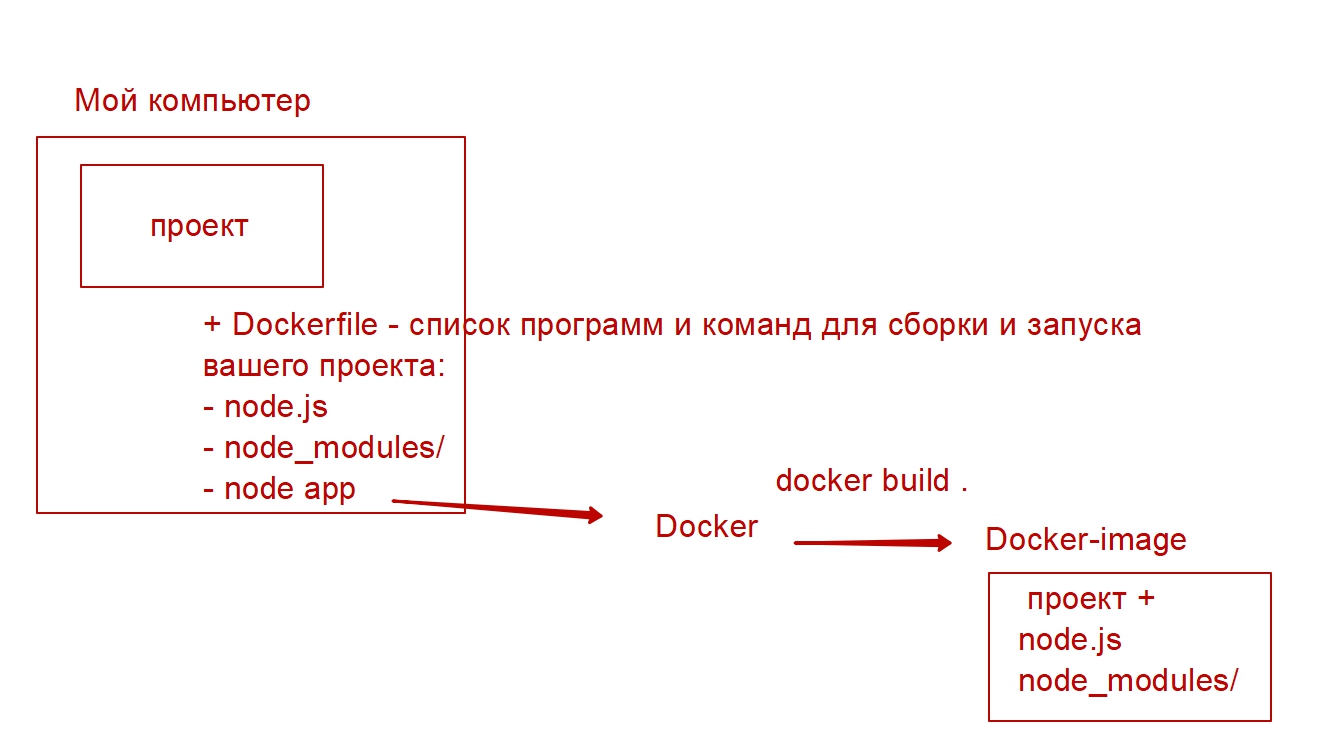 Мой компьютер
проект
+ Dockerfile - список программ и команд для сборки и запуска
вашего проекта:
- node.js
- node_modules/
- node app
docker build .
Docker
Docker-image
проект +
node.js
node_modules/